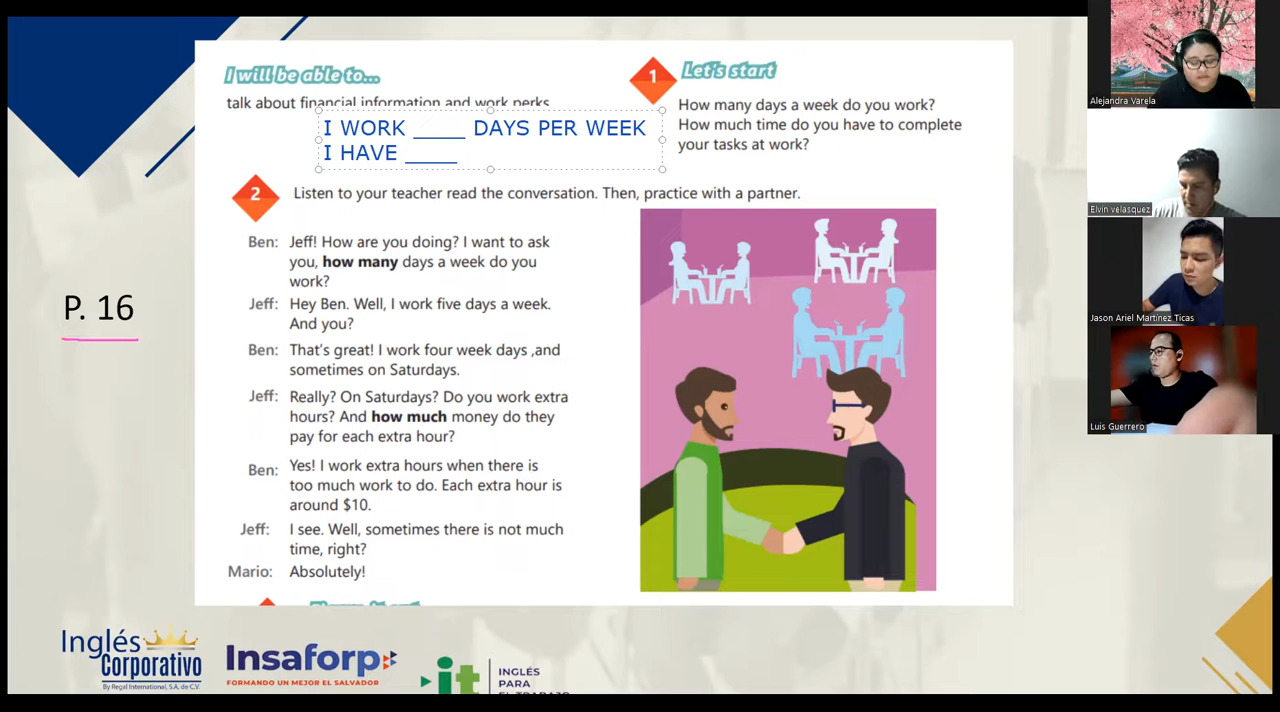 I will be able to...
talk about financial information and work perks
I WORK ____ DAYS PER WEEK
I HAVE ____
1
Let's start
How many days a week do you work?
How much time do you have to complete
your tasks at work?
2
Listen to your teacher read the conversation. Then, practice with a partner.
Ben: Jeff! How are you doing? I want to ask
you, how many days a week do you
work?
Jeff: Hey Ben. Well, I work five days a week.
And you?
Ben: That's great! I work four week days ,and
sometimes on Saturdays.
Jeff: Really? On Saturdays? Do you work extra
hours? And how much money do they
pay for each extra hour?
Ben: Yes! I work extra hours when there is
too much work to do. Each extra hour is
around $10.
Jeff: I see. Well, sometimes there is not much
time, right?
Mario: Absolutely!
P. 16
Inglés
Corporativo
By Regal International, S.A. de C.V.
Insaforp
FORMANDO UN MEJOR EL SALVADOR
it
INGLÉS
PARA
Alejandra Varela
Elvin velasquez
Jason Ariel Martínez Ticas
Luis Guerrero